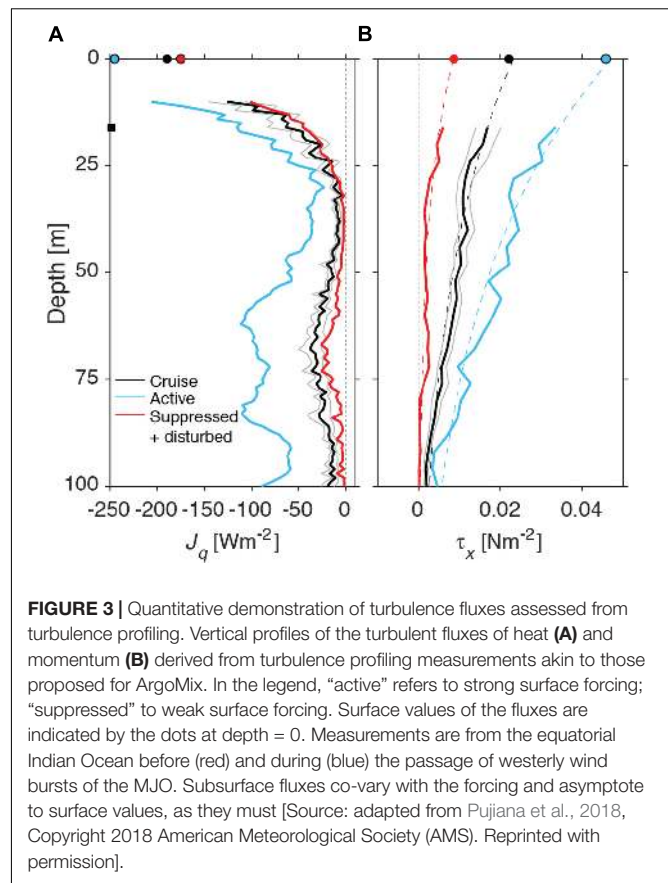 A B
0
25
50
75
100
Depth [m]
Cruise
Active
Suppressed
+ disturbed
-250 -200 -150 -100 -50 0
J_q [Wm⁻²]
0 0.02 0.04
τ_x [Nm⁻²]
FIGURE 3 | Quantitative demonstration of turbulence fluxes assessed from
turbulence profiling. Vertical profiles of the turbulent fluxes of heat (A) and
momentum (B) derived from turbulence profiling measurements akin to those
proposed for ArgoMix. In the legend, “active” refers to strong surface forcing;
“suppressed” to weak surface forcing. Surface values of the fluxes are
indicated by the dots at depth = 0. Measurements are from the equatorial
Indian Ocean before (red) and during (blue) the passage of westerly wind
bursts of the MJO. Subsurface fluxes co-vary with the forcing and asymptote
to surface values, as they must [Source: adapted from Pujiana et al., 2018,
Copyright 2018 American Meteorological Society (AMS). Reprinted with
permission].